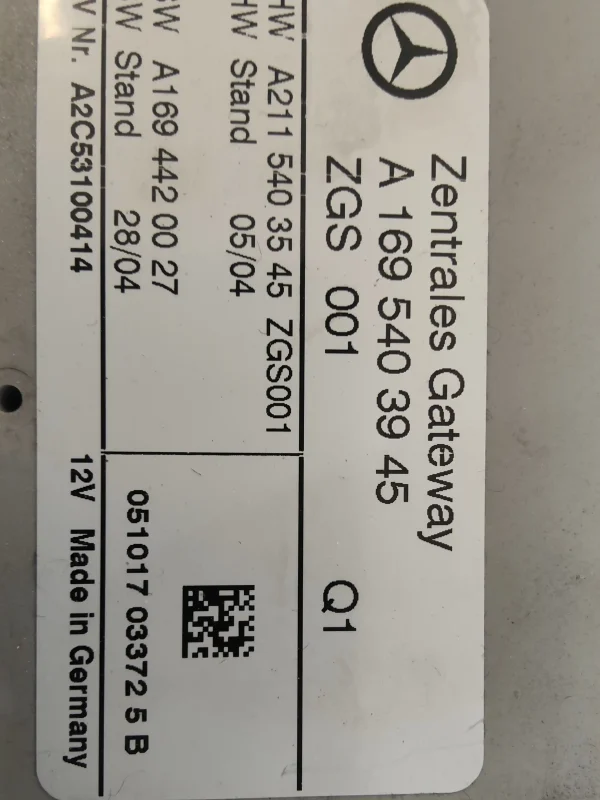 Zentrales Gateway
A 169 540 39 45
ZGS 001 Q1
HW A211 540 35 45 ZGS001
HW Stand 05/04
SW A169 442 00 27
SW Stand 28/04
051017 03372 5 B
V Nr. A2C53100414
12V Made in Germany